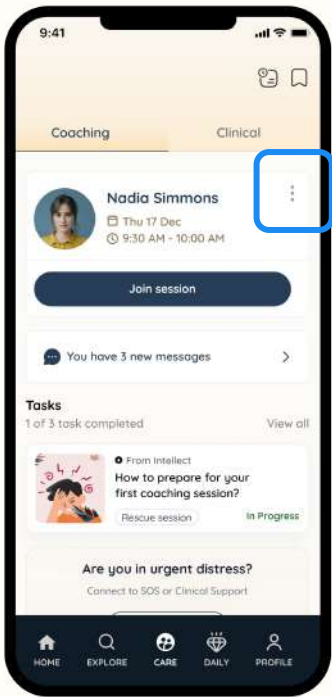 9:41
Coaching
Clinical
Nadia Simmons
Thu 17 Dec
9:30 AM - 10:00 AM
Join session
You have 3 new messages
Tasks
1 of 3 task completed
View all
From Intellect
How to prepare for your
first coaching session?
Rescue session
In Progress
Are you in urgent distress?
Connect to SOS or Clinical Support
HOME
EXPLORE
CARE
DAILY
PROFILE